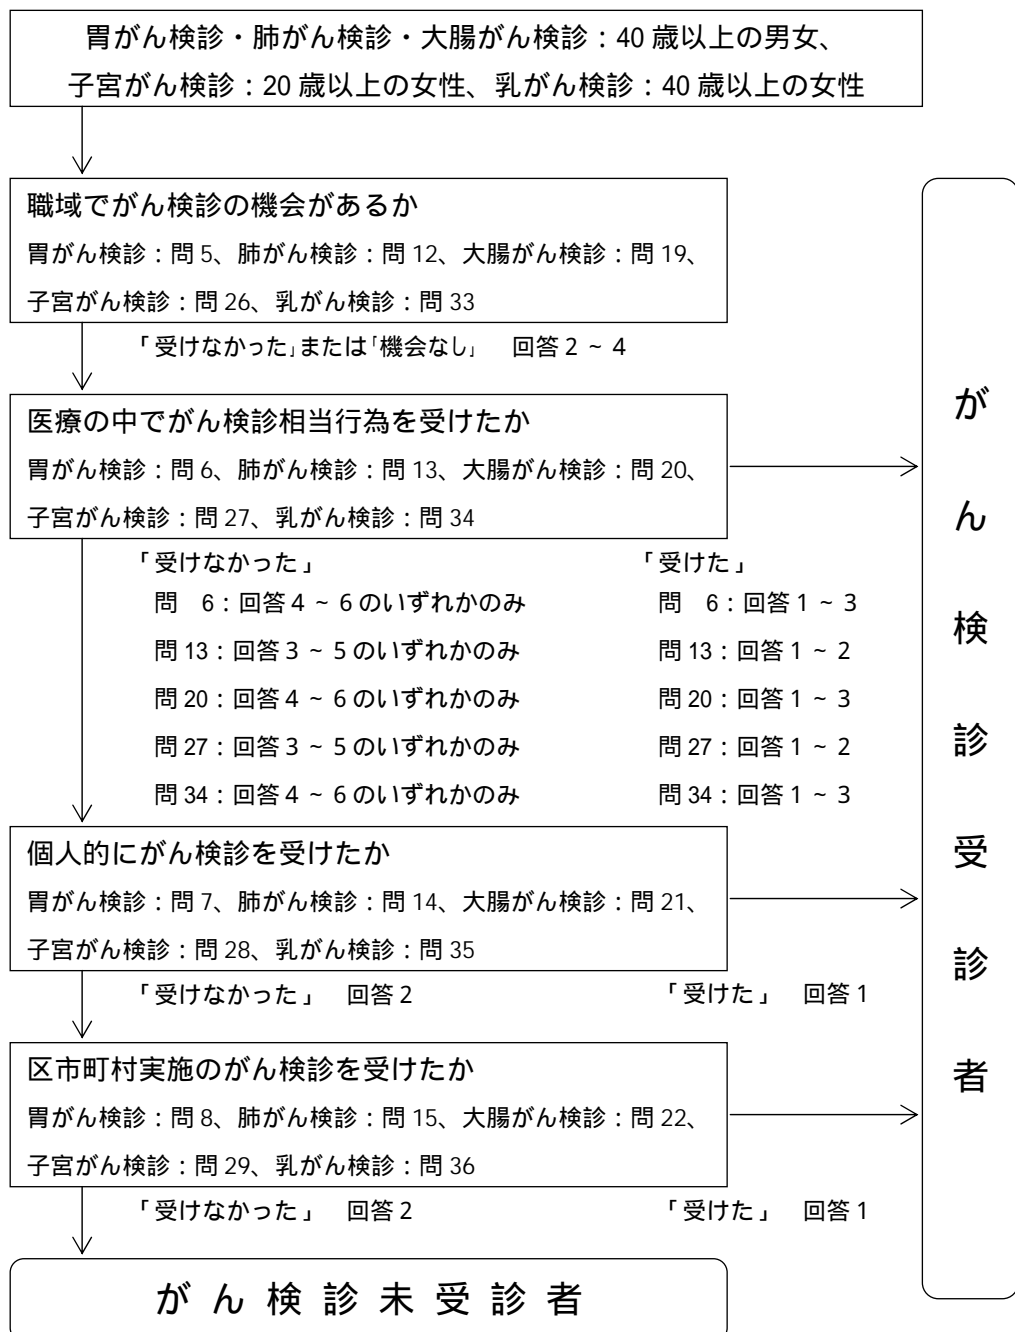 胃がん検診・肺がん検診・大腸がん検診：40 歳以上の男女、
子宮がん検診：20 歳以上の女性、乳がん検診：40 歳以上の女性
職域でがん検診の機会があるか
胃がん検診：問 5、肺がん検診：問 12、大腸がん検診：問 19、
子宮がん検診：問 26、乳がん検診：問 33
「受けなかった」または「機会なし」　回答 2 ~ 4
医療の中でがん検診相当行為を受けたか
胃がん検診：問 6、肺がん検診：問 13、大腸がん検診：問 20、
子宮がん検診：問 27、乳がん検診：問 34
「受けなかった」　「受けた」
問　6：回答 4 ~ 6 のいずれかのみ　問　6：回答 1 ~ 3
問 13：回答 3 ~ 5 のいずれかのみ　問 13：回答 1 ~ 2
問 20：回答 4 ~ 6 のいずれかのみ　問 20：回答 1 ~ 3
問 27：回答 3 ~ 5 のいずれかのみ　問 27：回答 1 ~ 2
問 34：回答 4 ~ 6 のいずれかのみ　問 34：回答 1 ~ 3
個人的にがん検診を受けたか
胃がん検診：問 7、肺がん検診：問 14、大腸がん検診：問 21、
子宮がん検診：問 28、乳がん検診：問 35
「受けなかった」　回答 2　「受けた」　回答 1
区市町村実施のがん検診を受けたか
胃がん検診：問 8、肺がん検診：問 15、大腸がん検診：問 22、
子宮がん検診：問 29、乳がん検診：問 36
「受けなかった」　回答 2　「受けた」　回答 1
がん検診未受診者
がん検診受診者